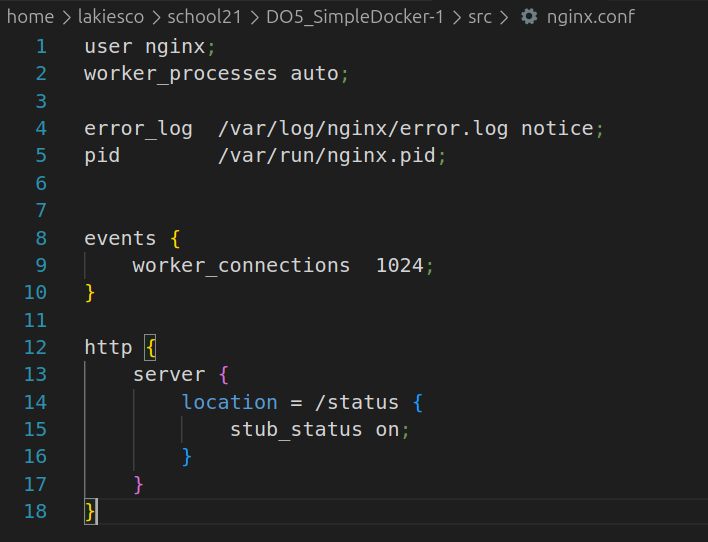 home > lakiesco > school21 > DO5_SimpleDocker-1 > src > nginx.conf
1 user nginx;
2 worker_processes auto;
3
4 error_log  /var/log/nginx/error.log notice;
5 pid        /var/run/nginx.pid;
6
7
8 events {
9     worker_connections  1024;
10 }
11
12 http {
13     server {
14         location = /status {
15             stub_status on;
16         }
17     }
18 }